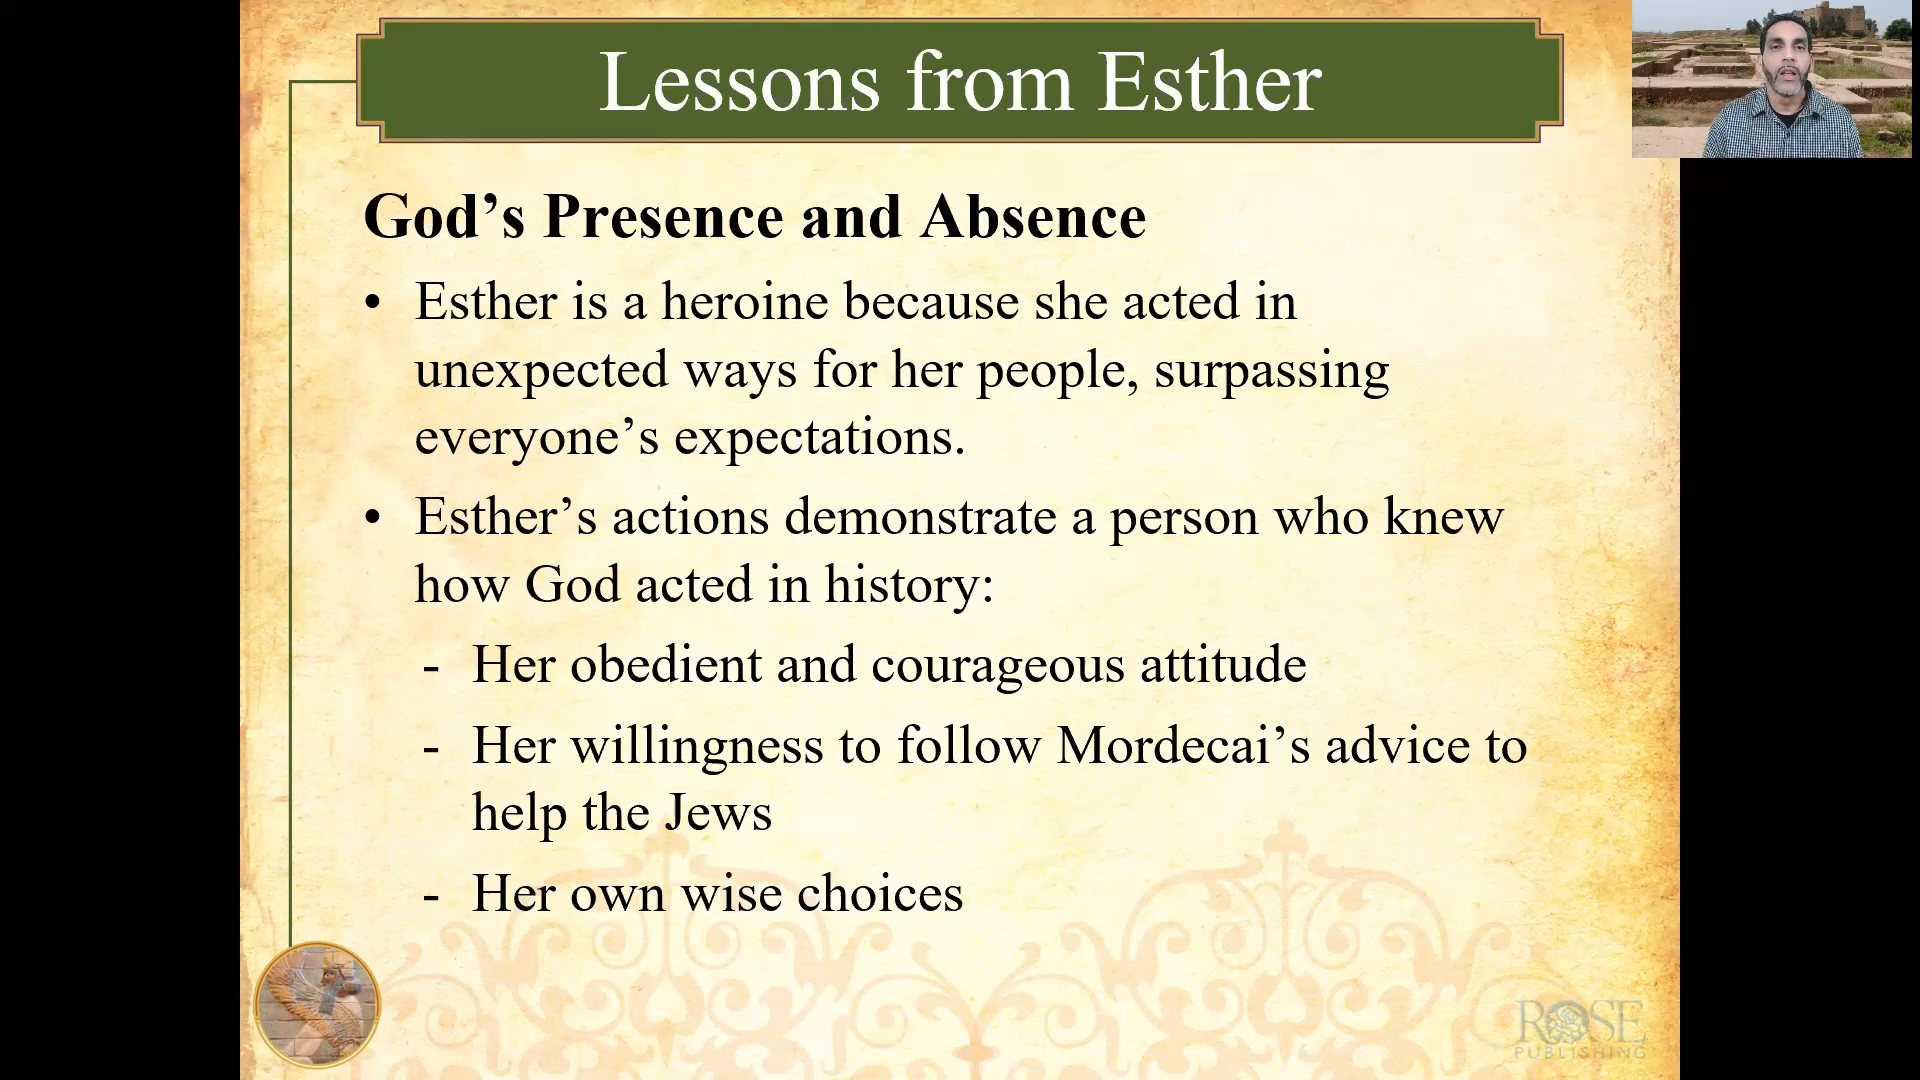 Lessons from Esther
God’s Presence and Absence
• Esther is a heroine because she acted in
unexpected ways for her people, surpassing
everyone’s expectations.
• Esther’s actions demonstrate a person who knew
how God acted in history:
- Her obedient and courageous attitude
- Her willingness to follow Mordecai’s advice to
help the Jews
- Her own wise choices
ROSE
PUBLISHING